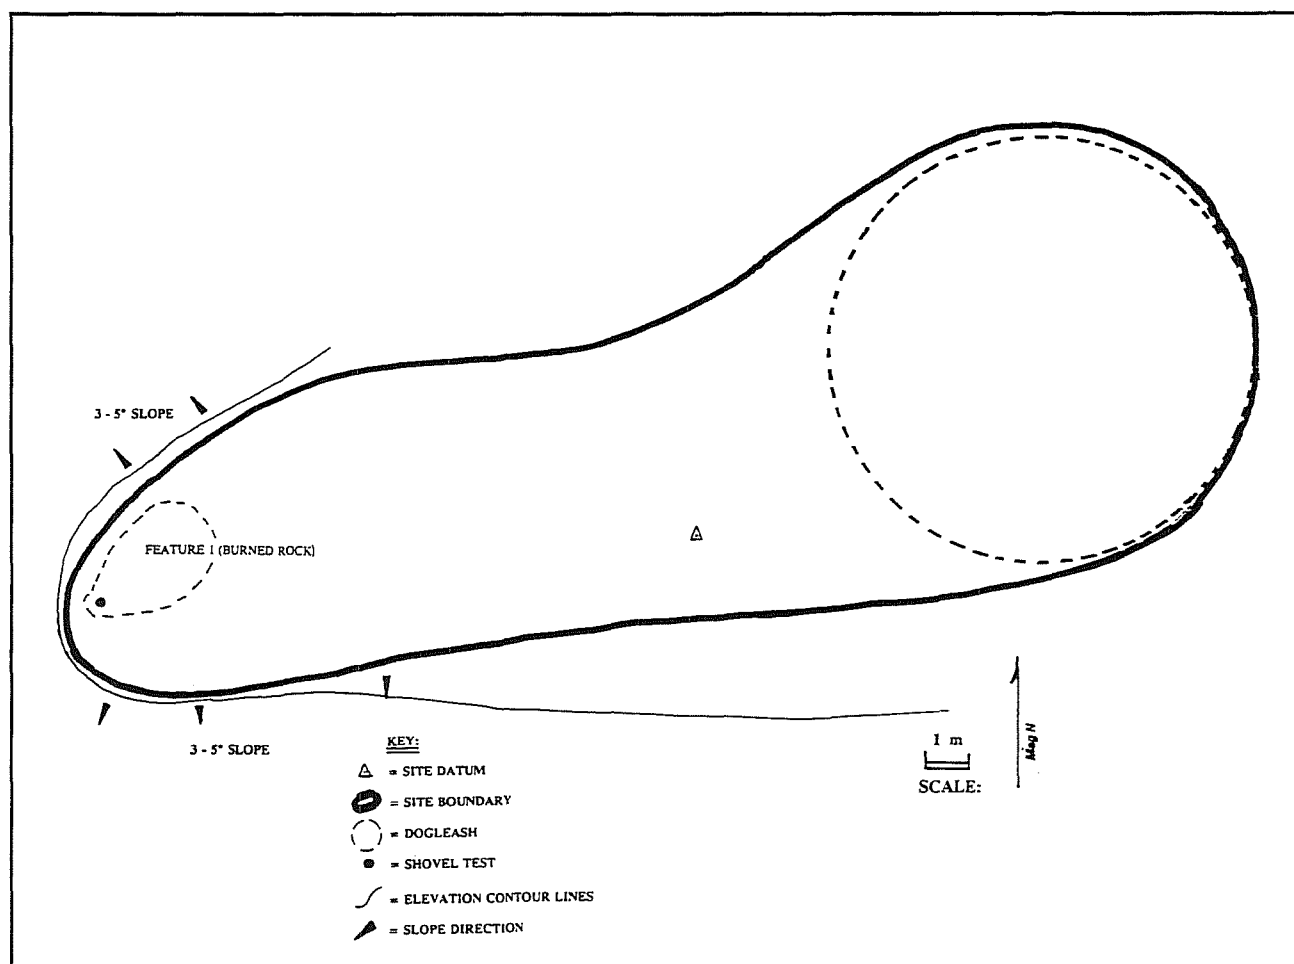 3 - 5° SLOPE
FEATURE 1 (BURNED ROCK)
3 - 5° SLOPE
KEY:
= SITE DATUM
= SITE BOUNDARY
= DOGLEASH
= SHOVEL TEST
= ELEVATION CONTOUR LINES
= SLOPE DIRECTION
1 m
SCALE:
Mag N